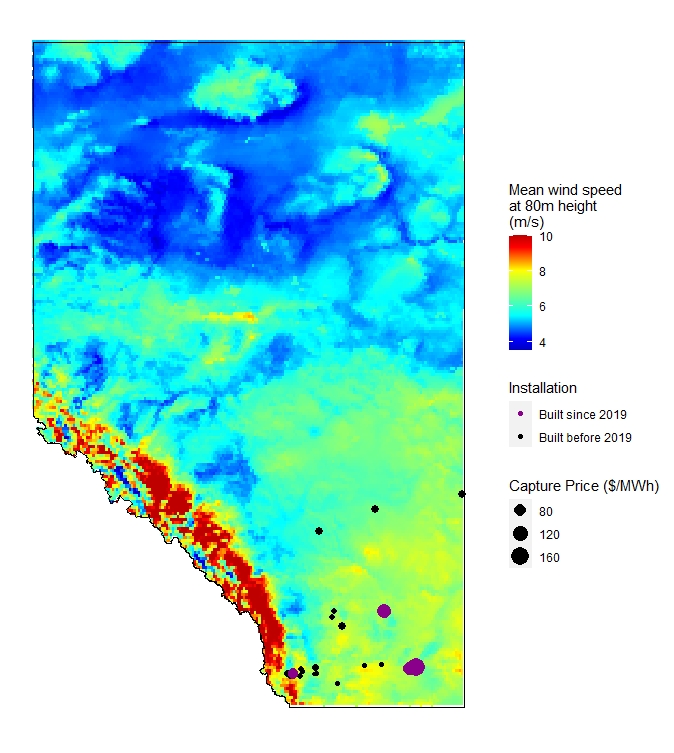 Mean wind speed
at 80m height
(m/s)
10
8
6
4
Installation
Built since 2019
Built before 2019
Capture Price ($/MWh)
80
120
160